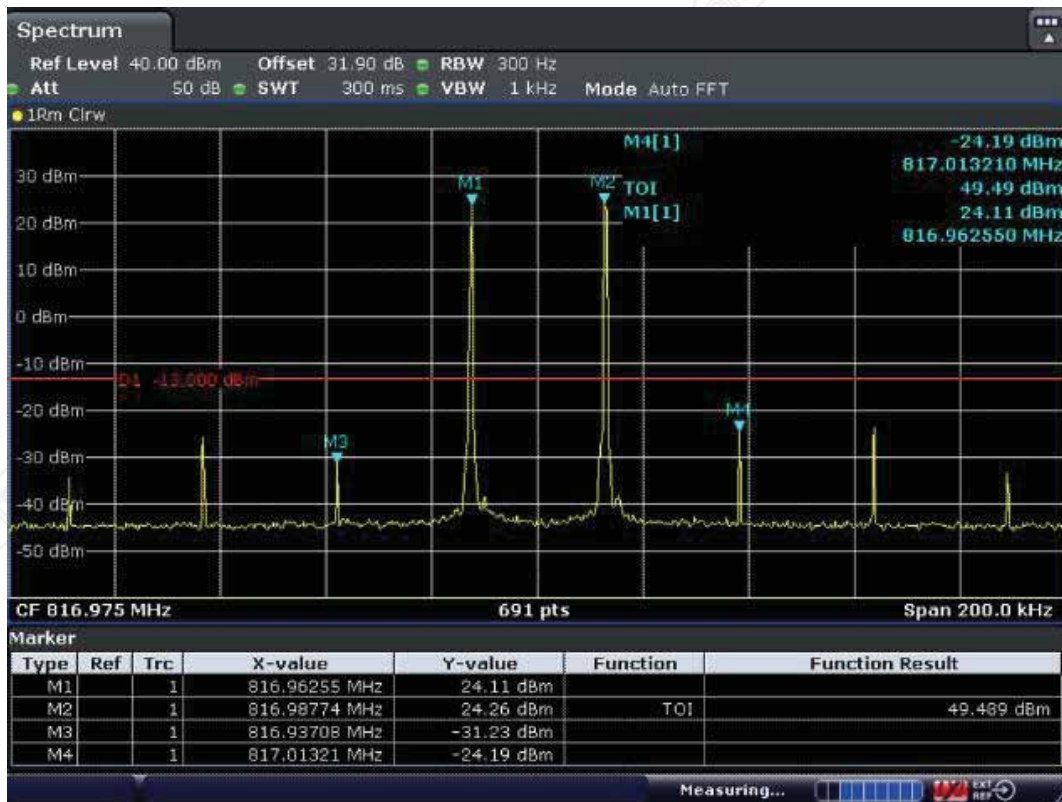 Spectrum
Ref Level 40.00 dBm Offset 31.90 dB RBW 300 Hz
Att 50 dB SWT 300 ms VBW 1 kHz Mode Auto FFT
1Rm Clrw
M4[1] -24.19 dBm
817.013210 MHz
TOI 49.49 dBm
M1[1] 24.11 dBm
816.962550 MHz
30 dBm
M1
M2
20 dBm
10 dBm
0 dBm
-10 dBm
D1 -13.000 dBm
-20 dBm
M4
M3
-30 dBm
-40 dBm
-50 dBm
CF 816.975 MHz 691 pts Span 200.0 kHz
Marker
Type Ref Trc X-value Y-value Function Function Result
M1 1 816.96255 MHz 24.11 dBm
M2 1 816.98774 MHz 24.26 dBm TOI 49.489 dBm
M3 1 816.93708 MHz -31.23 dBm
M4 1 817.01321 MHz -24.19 dBm
Measuring... EXT REF